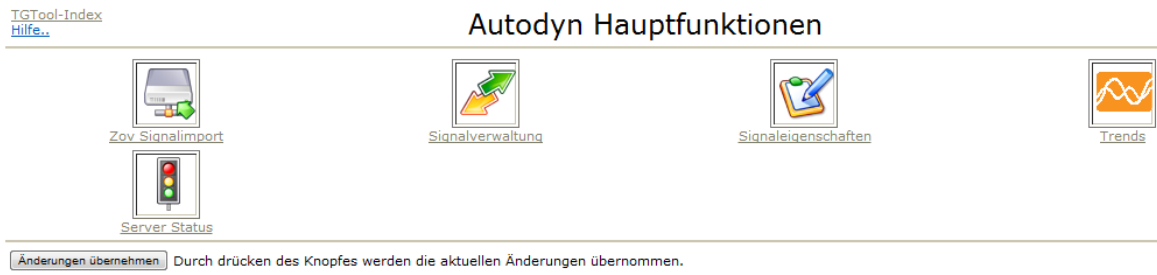 TGTool-Index
Hilfe..
Autodyn Hauptfunktionen
Zov Signalimport
Signalverwaltung
Signaleigenschaften
Trends
Server Status
Änderungen übernehmen Durch drücken des Knopfes werden die aktuellen Änderungen übernommen.